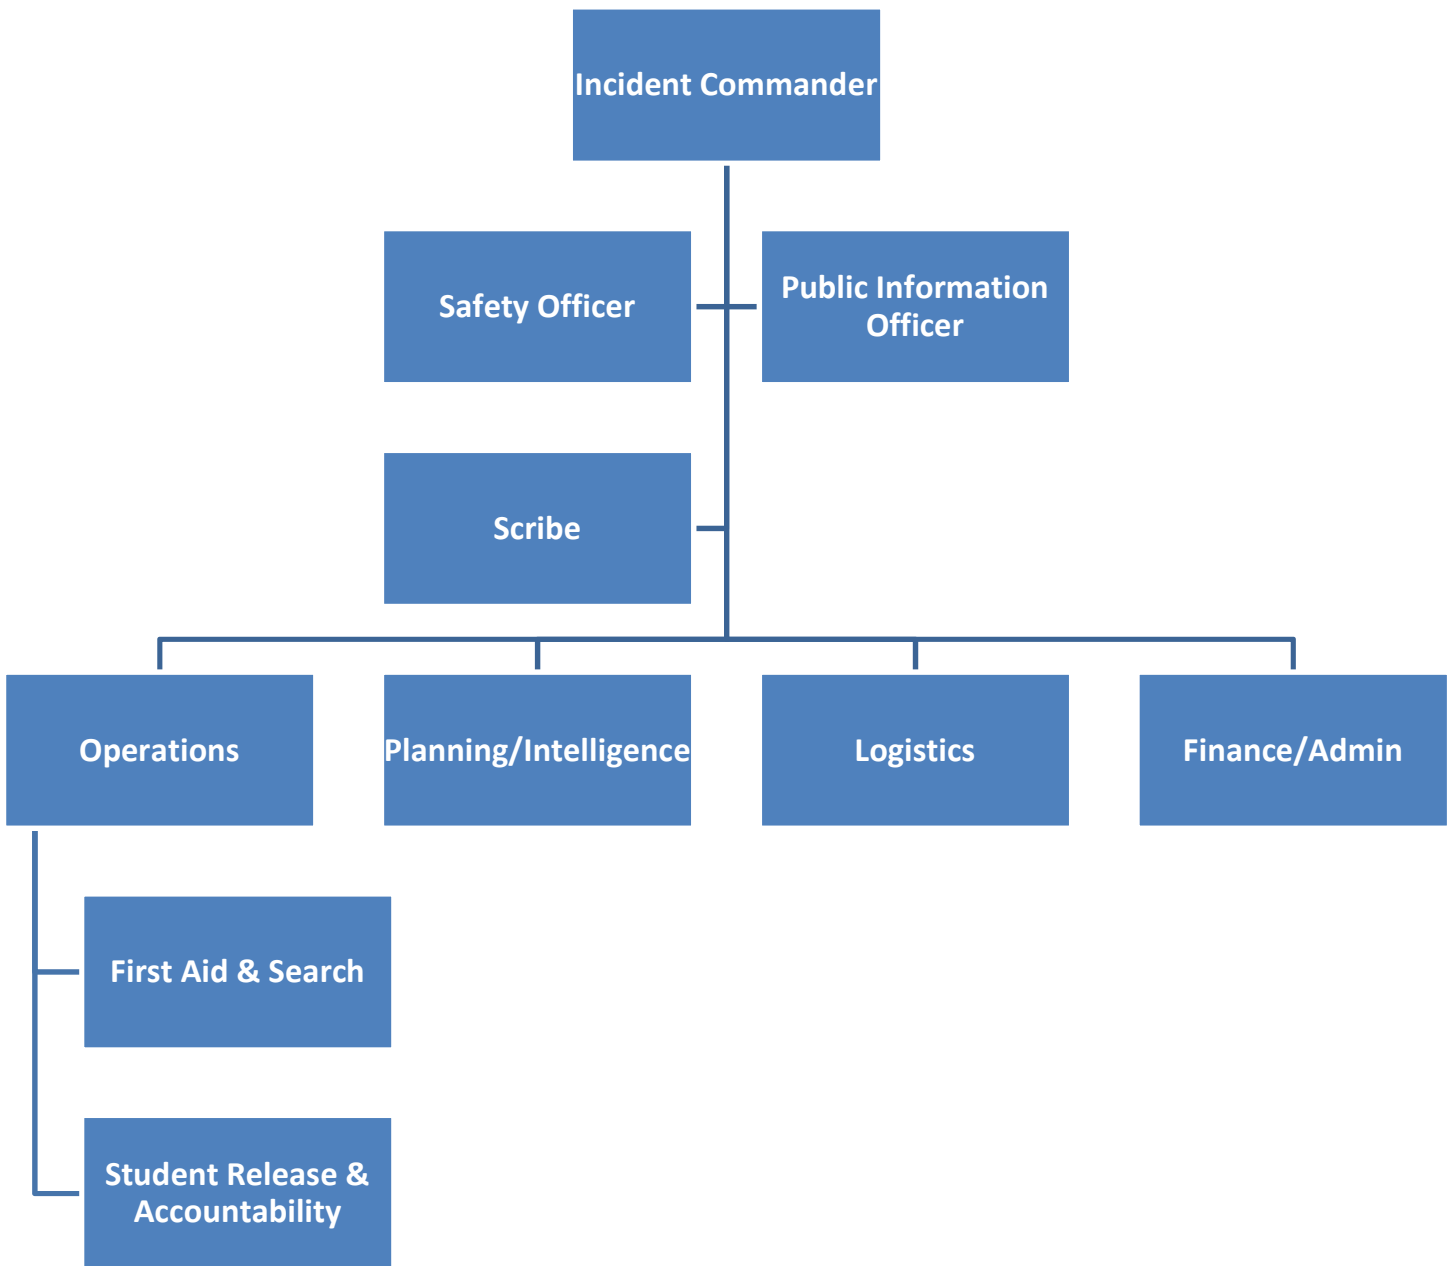 Incident Commander
Safety Officer
Public Information
Officer
Scribe
Operations
Planning/Intelligence
Logistics
Finance/Admin
First Aid & Search
Student Release &
Accountability